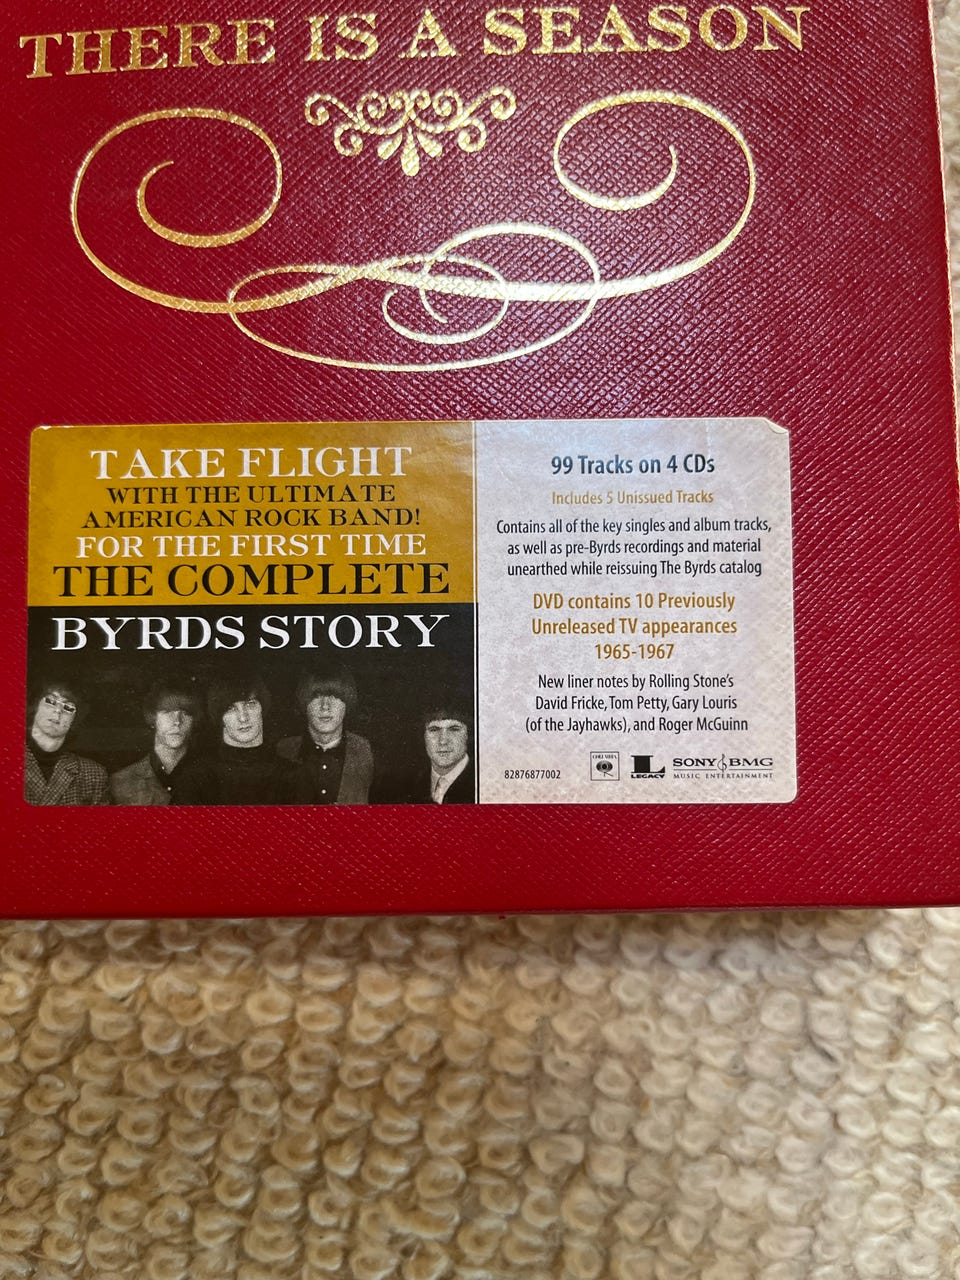 THERE IS A SEASON
TAKE FLIGHT
WITH THE ULTIMATE
AMERICAN ROCK BAND!
FOR THE FIRST TIME
THE COMPLETE
BYRDS STORY
99 Tracks on 4 CDs
Includes 5 Unissued Tracks
Contains all of the key singles and album tracks,
as well as pre-Byrds recordings and material
unearthed while reissuing The Byrds catalog
DVD contains 10 Previously
Unreleased TV appearances
1965-1967
New liner notes by Rolling Stone's
David Fricke, Tom Petty, Gary Louris
(of the Jayhawks), and Roger McGuinn
82876877002
COLUMBIA
L
LEGACY
SONY BMG
MUSIC ENTERTAINMENT